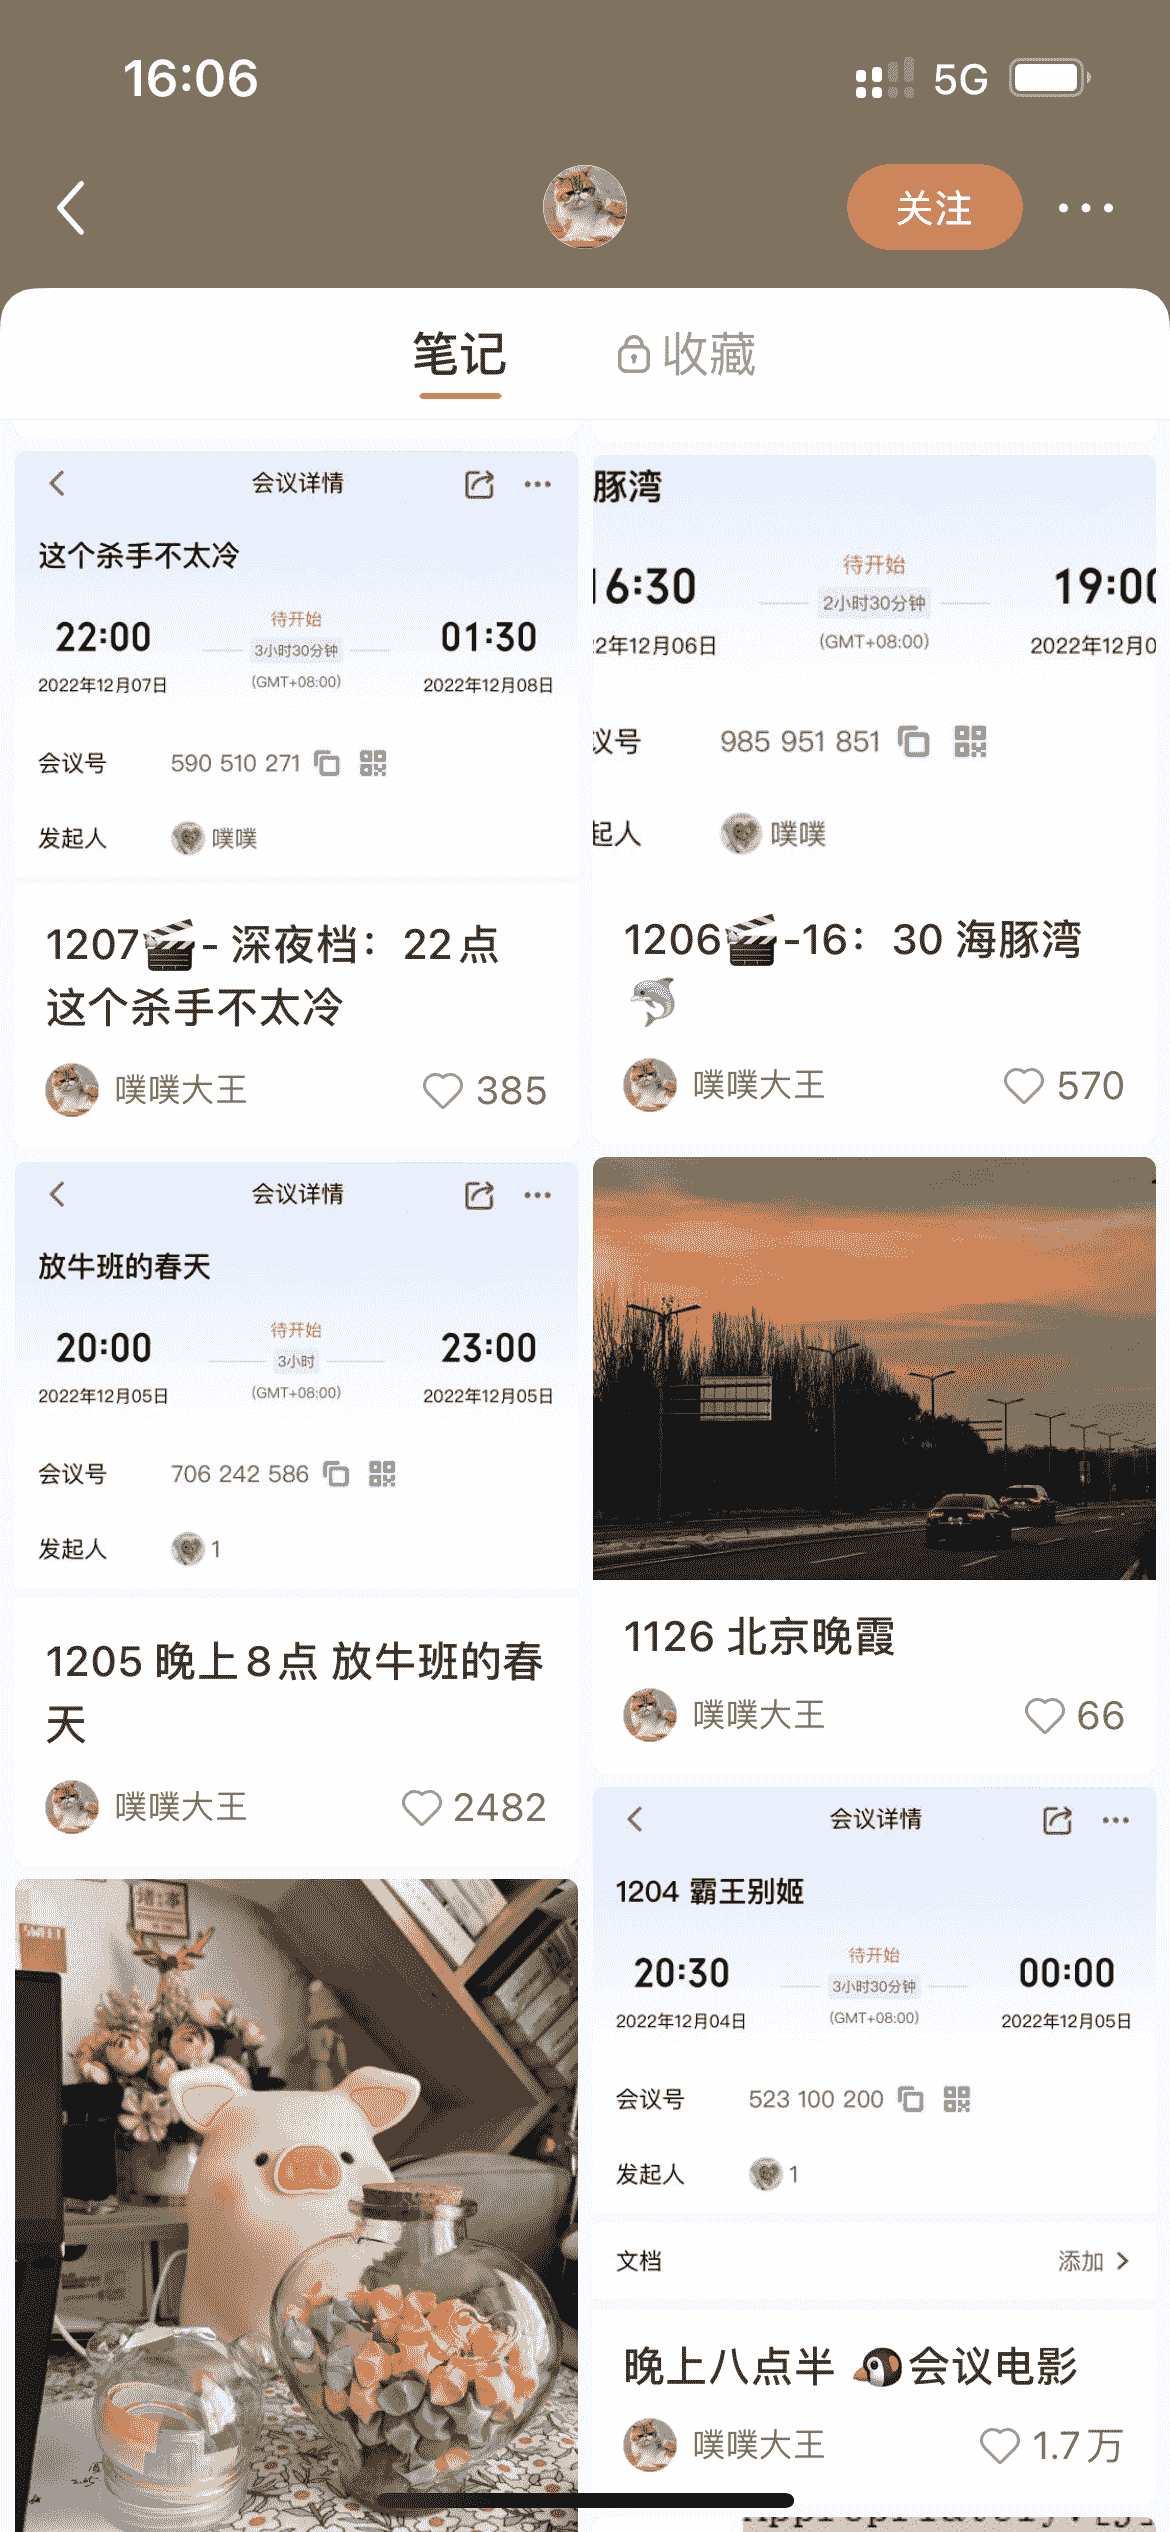 16:06
5G
关注
笔记
收藏
会议详情
这个杀手不太冷
22:00
待开始
3小时30分钟
01:30
2022年12月07日
(GMT+08:00)
2022年12月08日
会议号
590 510 271
发起人
噗噗
1207🎬- 深夜档：22点
这个杀手不太冷
噗噗大王
385
豚湾
16:30
待开始
2小时30分钟
19:00
2年12月06日
(GMT+08:00)
2022年12月0
议号
985 951 851
起人
噗噗
1206🎬-16：30 海豚湾
🐬
噗噗大王
570
会议详情
放牛班的春天
20:00
待开始
3小时
23:00
2022年12月05日
(GMT+08:00)
2022年12月05日
会议号
706 242 586
发起人
1
1205 晚上8点 放牛班的春
天
噗噗大王
2482
1126 北京晚霞
噗噗大王
66
会议详情
1204 霸王别姬
20:30
待开始
3小时30分钟
00:00
2022年12月04日
(GMT+08:00)
2022年12月05日
会议号
523 100 200
发起人
1
文档
添加
晚上八点半 🐧会议电影
噗噗大王
1.7万